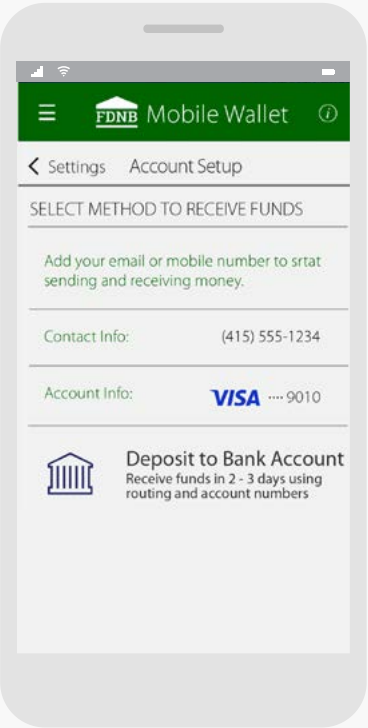 FDNB Mobile Wallet i
Settings Account Setup
SELECT METHOD TO RECEIVE FUNDS
Add your email or mobile number to srtat
sending and receiving money.
Contact Info: (415) 555-1234
Account Info: VISA ···· 9010
Deposit to Bank Account
Receive funds in 2 - 3 days using
routing and account numbers